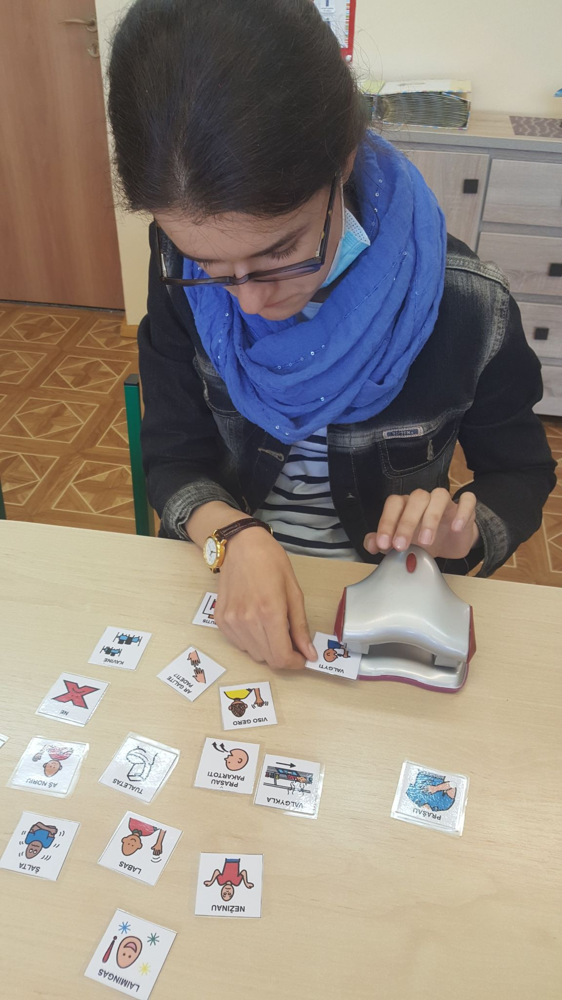 UTIS
KAVINĖ
VALGYTI
AR GALITE
PADĖTI?
NE
VISO GERO
AŠ NORIU
TUALETAS
PRAŠAU
PAKARTOTI
VALGYKLA
PRAŠAU
ŠALTA
LABAS
NEŽINAU
LAIMINGAS